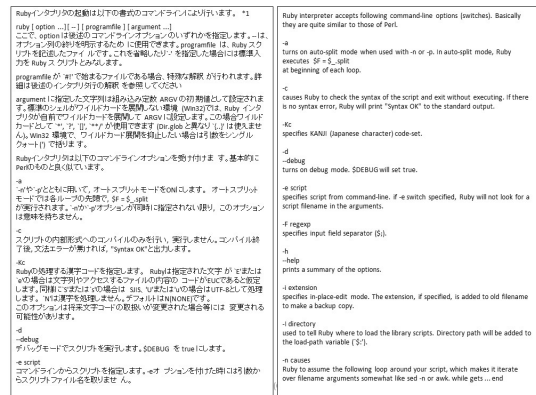 Rubyインタプリタの起動は以下の書式のコマンドラインにより行います。 *1
ruby [ option ...] [ -- ] [ programfile ] [ argument ...]
ここで, option は後述のコマンドラインオプションのいずれかを指定します。--は、
オプション列の終りを明示するために使用できます。programfile は、Ruby スク
リプトを記述したファイルです。これを省略したり`-' を指定した場合には標準入
力を Ruby スクリプトとみなします。
programfile が `#!'で始まるファイルである場合, 特殊な解釈 が行われます。詳
細は後述のインタプリタ行の解釈 を参照してください
argument に指定した文字列は組み込み定数 ARGV の初期値として設定されま
す。標準のシェルがワイルドカードを展開しない環境 (Win32)では, Ruby インタ
プリタが自前でワイルドカードを展開して ARGV に設定します。この場合ワイルド
カードとして `*', `?', `[]', `**/' が使用できます (Dir.glob と異なり `{..}' は使えませ
ん)。Win32 環境で、ワイルドカード展開を抑止したい場合は引数をシングル
クォート(') で括ります。
Rubyインタプリタは以下のコマンドラインオプションを受け付けま す。基本的に
Perlのものと良く似ています。
-a
`-n'や`-p'とともに用いて, オートスプリットモードをONにします。 オートスプリット
モードでは各ループの先頭で, $F = $_.split
が実行されます。`-n'か`-p'オプションが同時に指定されない限り, このオプション
は意味を持ちません。
-c
スクリプトの内部形式へのコンパイルのみを行い, 実行しません。コンパイル終
了後, 文法エラーが無ければ, "Syntax OK"と出力します。
-Kc
Rubyの処理する漢字コードを指定します。 Rubyは指定された文字 が `E'または
`e'の場合は文字列やアクセスするファイルの内容の コードがEUCであると仮定
します。同様に`S'または`s'の場合は SJIS, `U'または`u'の場合はUTF-8として処理
します。 `N'は漢字を処理しません。デフォルトはN(NONE)です。
このオプションは将来文字コードの取扱いが変更された場合等には 変更される
可能性があります。
-d
--debug
デバッグモードでスクリプトを実行します。$DEBUG を trueにします。
-e script
コマンドラインからスクリプトを指定します。-eオ プションを付けた時には引数か
らスクリプトファイル名を取りませ ん。
Ruby interpreter accepts following command-line options (switches). Basically
they are quite similar to those of Perl.
-a
turns on auto-split mode when used with -n or -p. In auto-split mode, Ruby
executes $F = $_.split
at beginning of each loop.
-c
causes Ruby to check the syntax of the script and exit without executing. If there
is no syntax error, Ruby will print "Syntax OK" to the standard output.
-Kc
specifies KANJI (Japanese character) code-set.
-d
--debug
turns on debug mode. $DEBUG will set true.
-e script
specifies script from command-line. if -e switch specified, Ruby will not look for a
script filename in the arguments.
-F regexp
specifies input field separator ($;).
-h
--help
prints a summary of the options.
-i extension
specifies in-place-edit mode. The extension, if specified, is added to old filename
to make a backup copy.
-I directory
used to tell Ruby where to load the library scripts. Directory path will be added to
the load-path variable (`$:').
-n causes
Ruby to assume the following loop around your script, which makes it iterate
over filename arguments somewhat like sed -n or awk. while gets ... end